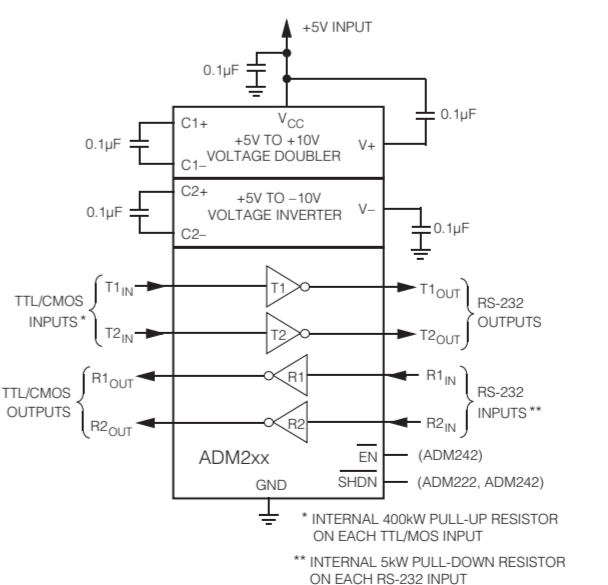 +5V INPUT
0.1µF
0.1µF
0.1µF
C1+
C1–
VCC
+5V TO +10V
VOLTAGE DOUBLER
V+
0.1µF
C2+
C2–
+5V TO –10V
VOLTAGE INVERTER
V–
0.1µF
TTL/CMOS
INPUTS *
T1IN
T1
T1OUT
T2IN
T2
T2OUT
RS-232
OUTPUTS
TTL/CMOS
OUTPUTS
R1OUT
R1
R1IN
R2OUT
R2
R2IN
RS-232
INPUTS **
ADM2xx
EN
(ADM242)
GND
SHDN
(ADM222, ADM242)
* INTERNAL 400kW PULL-UP RESISTOR
ON EACH TTL/MOS INPUT
** INTERNAL 5kW PULL-DOWN RESISTOR
ON EACH RS-232 INPUT